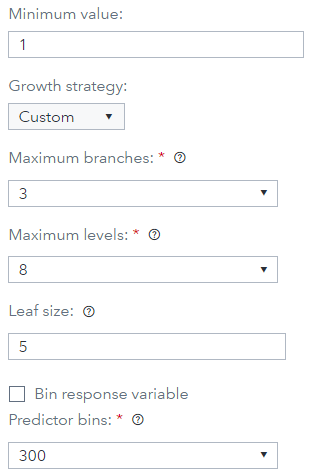 Minimum value:
1
Growth strategy:
Custom
Maximum branches: *
3
Maximum levels: *
8
Leaf size:
5
Bin response variable
Predictor bins: *
300